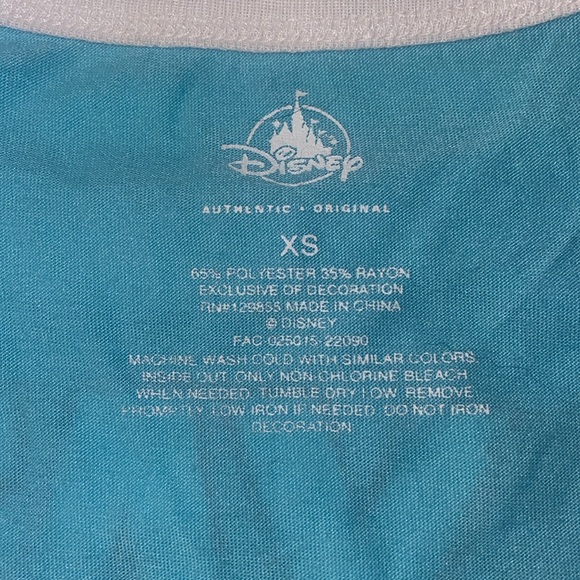 Disney
AUTHENTIC • ORIGINAL
XS
65% POLYESTER 35% RAYON
EXCLUSIVE OF DECORATION
RN#129855 MADE IN CHINA
© DISNEY
FAC-025015-22090
MACHINE WASH COLD WITH SIMILAR COLORS,
INSIDE OUT. ONLY NON-CHLORINE BLEACH
WHEN NEEDED. TUMBLE DRY LOW. REMOVE
PROMPTLY. LOW IRON IF NEEDED. DO NOT IRON
DECORATION.